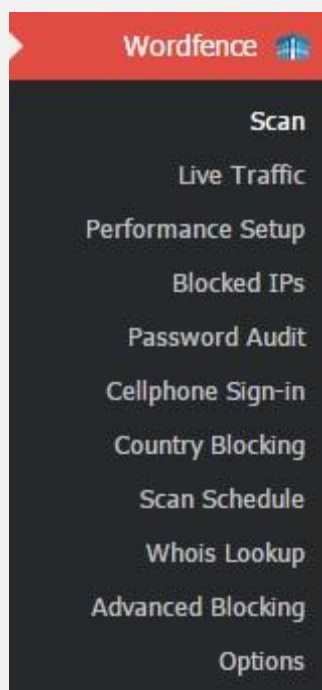 Wordfence
Scan
Live Traffic
Performance Setup
Blocked IPs
Password Audit
Cellphone Sign-in
Country Blocking
Scan Schedule
Whois Lookup
Advanced Blocking
Options